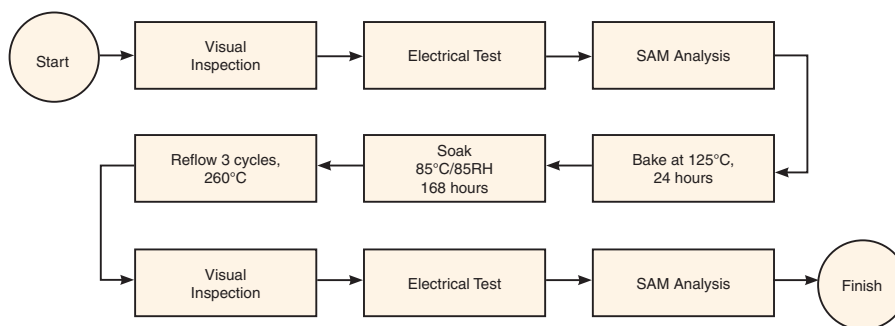 Start
Visual
Inspection
Electrical Test
SAM Analysis
Bake at 125°C,
24 hours
Soak
85°C/85RH
168 hours
Reflow 3 cycles,
260°C
Visual
Inspection
Electrical Test
SAM Analysis
Finish